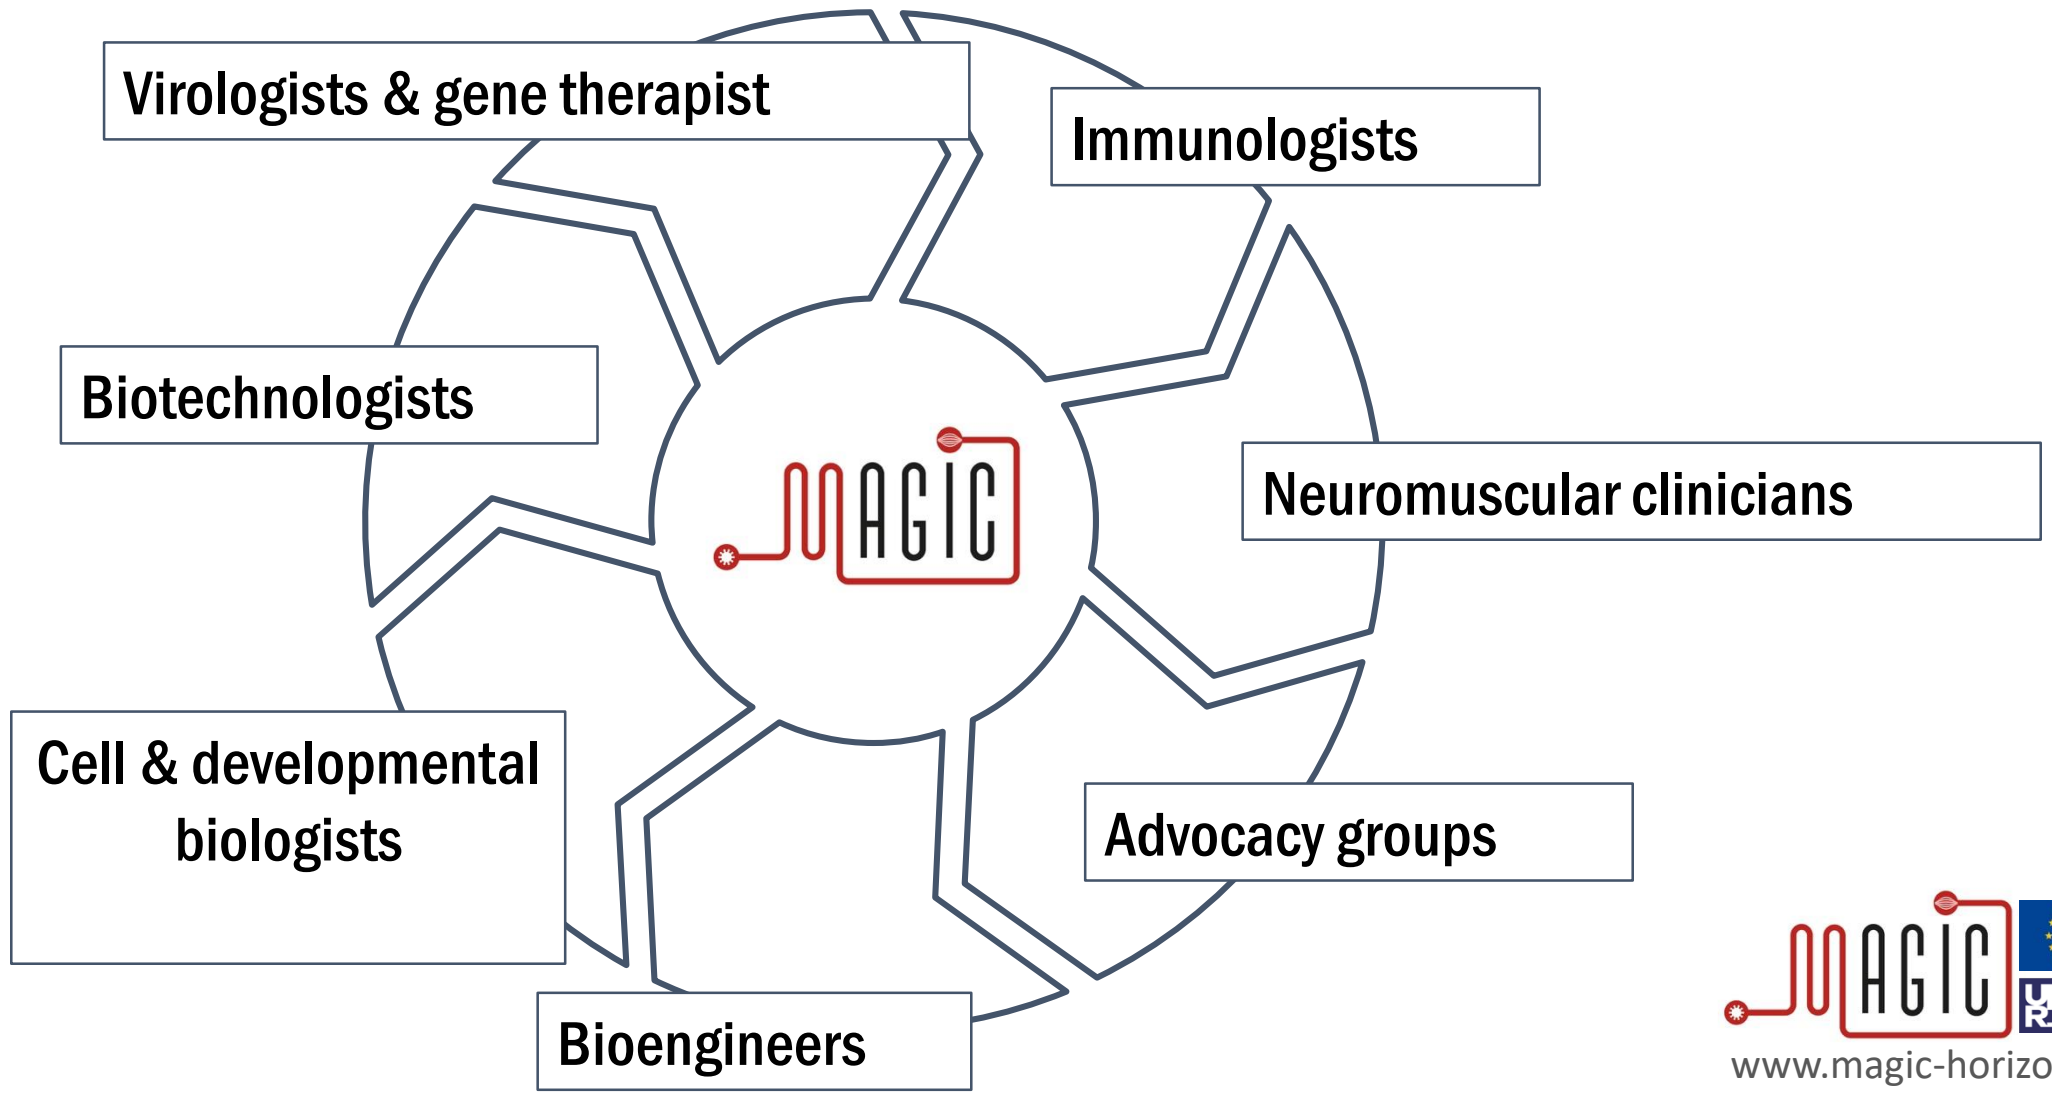 Virologists & gene therapist
Immunologists
Biotechnologists
MAGIC
Neuromuscular clinicians
Cell & developmental
biologists
Advocacy groups
Bioengineers
MAGIC
www.magic-horizo